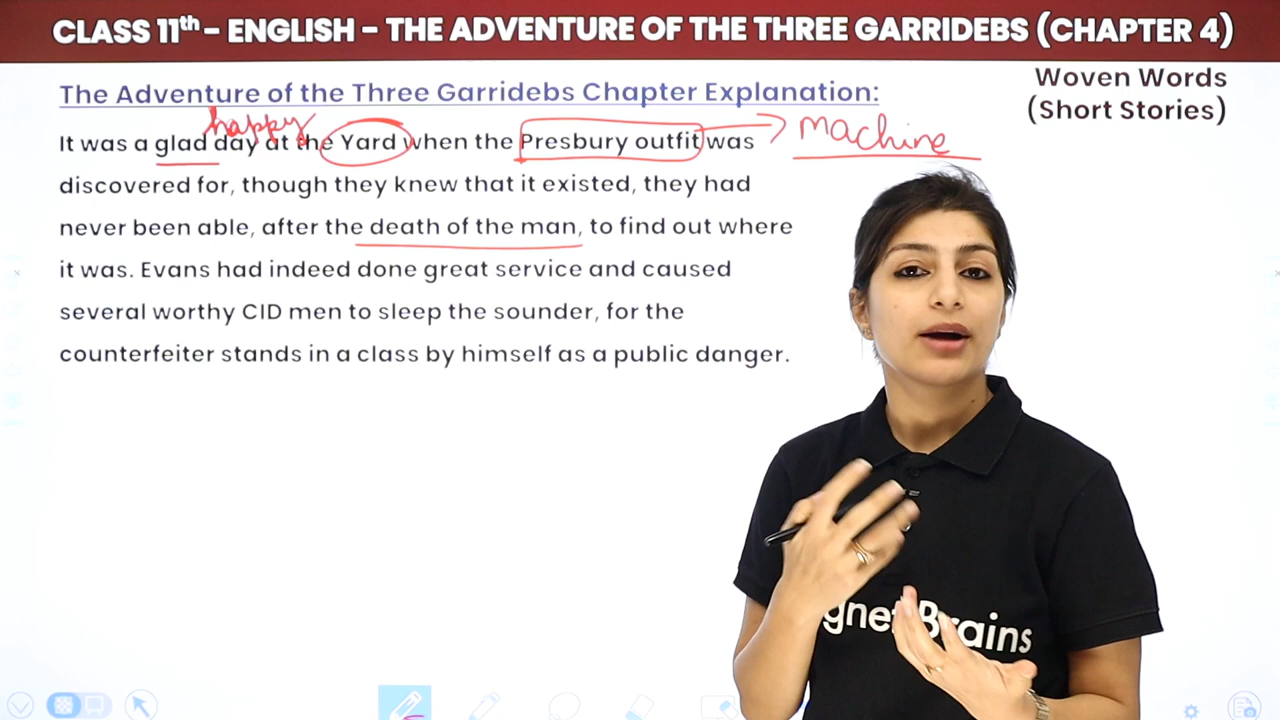 CLASS 11th - ENGLISH - THE ADVENTURE OF THE THREE GARRIDEBS (CHAPTER 4)
Woven Words
(Short Stories)
The Adventure of the Three Garridebs Chapter Explanation:
happy
machine
It was a glad day at the Yard when the Presbury outfit was
discovered for, though they knew that it existed, they had
never been able, after the death of the man, to find out where
it was. Evans had indeed done great service and caused
several worthy CID men to sleep the sounder, for the
counterfeiter stands in a class by himself as a public danger.
gnet Brains